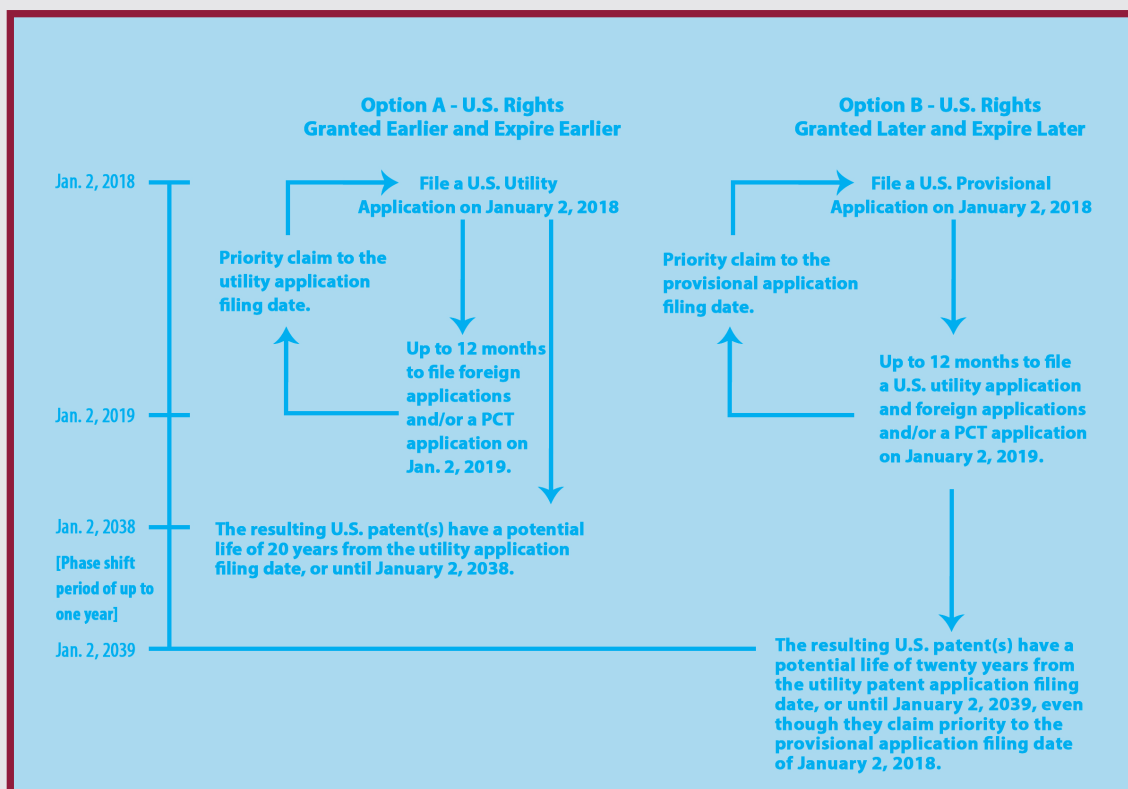 Option A - U.S. Rights
Granted Earlier and Expire Earlier
Option B - U.S. Rights
Granted Later and Expire Later
Jan. 2, 2018
File a U.S. Utility
Application on January 2, 2018
File a U.S. Provisional
Application on January 2, 2018
Priority claim to the
utility application
filing date.
Priority claim to the
provisional application
filing date.
Up to 12 months
to file foreign
applications
and/or a PCT
application on
Jan. 2, 2019.
Up to 12 months to file
a U.S. utility application
and foreign applications
and/or a PCT application
on January 2, 2019.
Jan. 2, 2019
Jan. 2, 2038
The resulting U.S. patent(s) have a potential
life of 20 years from the utility application
filing date, or until January 2, 2038.
[Phase shift
period of up to
one year]
Jan. 2, 2039
The resulting U.S. patent(s) have a
potential life of twenty years from
the utility patent application filing
date, or until January 2, 2039, even
though they claim priority to the
provisional application filing date
of January 2, 2018.